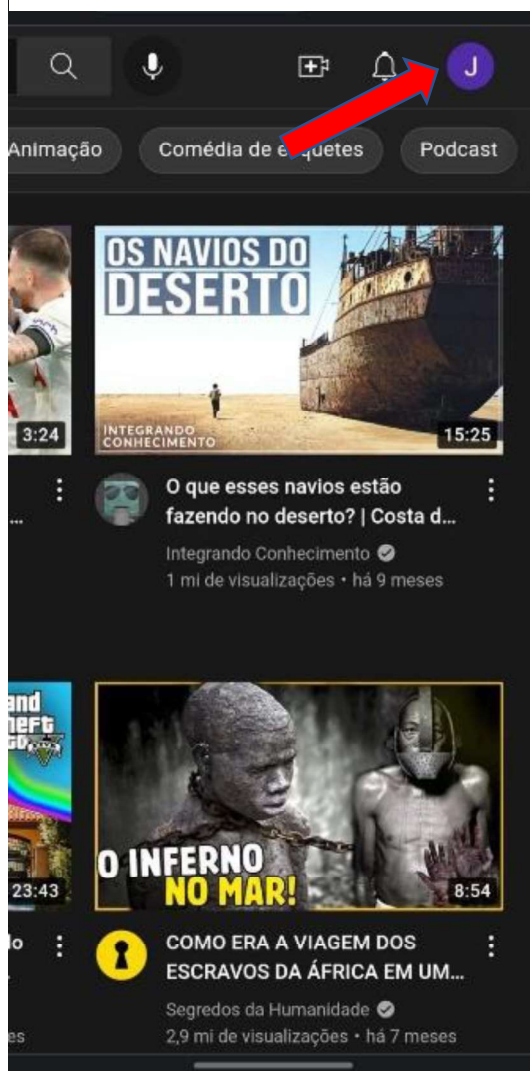 J
Animação
Comédia de e quetes
Podcast
OS NAVIOS DO
DESERTO
INTEGRANDO
CONHECIMENTO
3:24
15:25
...
O que esses navios estão
fazendo no deserto? | Costa d...
Integrando Conhecimento
1 mi de visualizações • há 9 meses
and
O INFERNO
NO MAR!
23:43
8:54
lo
COMO ERA A VIAGEM DOS
ESCRAVOS DA ÁFRICA EM UM...
Segredos da Humanidade
es
2,9 mi de visualizações • há 7 meses